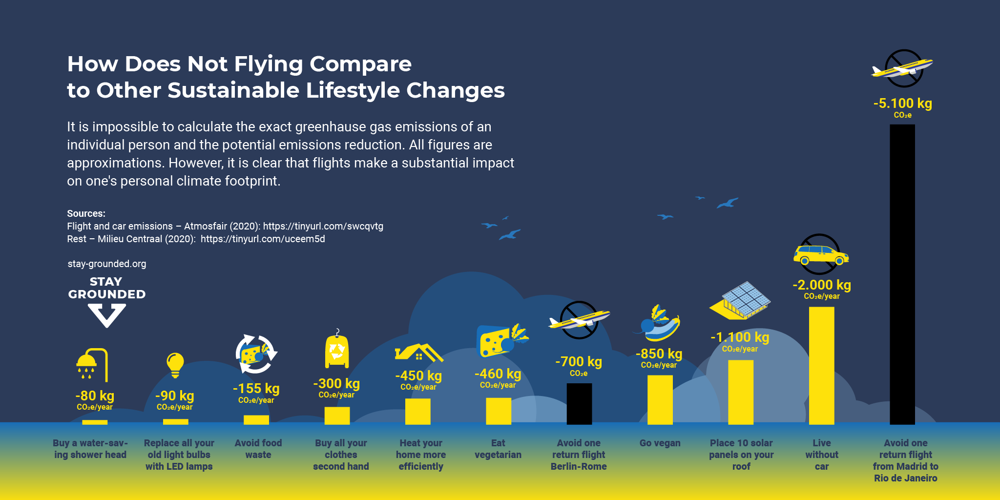 How Does Not Flying Compare
to Other Sustainable Lifestyle Changes
It is impossible to calculate the exact greenhause gas emissions of an
individual person and the potential emissions reduction. All figures are
approximations. However, it is clear that flights make a substantial impact
on one's personal climate footprint.
Sources:
Flight and car emissions – Atmosfair (2020): https://tinyurl.com/swcqvtg
Rest – Milieu Centraal (2020): https://tinyurl.com/uceem5d
stay-grounded.org
STAY
GROUNDED
-80 kg
CO₂e/year
Buy a water-sav-
ing shower head
-90 kg
CO₂e/year
Replace all your
old light bulbs
with LED lamps
-155 kg
CO₂e/year
Avoid food
waste
-300 kg
CO₂e/year
Buy all your
clothes
second hand
-450 kg
CO₂e/year
Heat your
home more
efficiently
-460 kg
CO₂e/year
Eat
vegetarian
-700 kg
CO₂e
Avoid one
return flight
Berlin-Rome
-850 kg
CO₂e/year
Go vegan
-1.100 kg
CO₂e/year
Place 10 solar
panels on your
roof
-2.000 kg
CO₂e/year
Live
without
car
-5.100 kg
CO₂e
Avoid one
return flight
from Madrid to
Rio de Janeiro